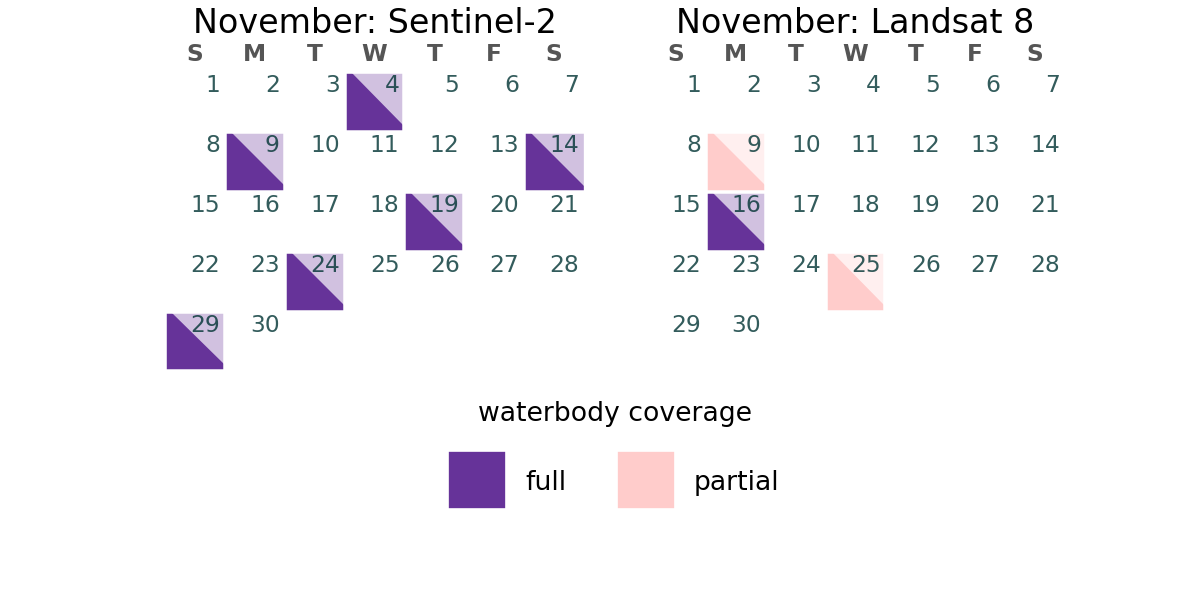 November: Sentinel-2
S M T W T F S
1 2 3 4 5 6 7
8 9 10 11 12 13 14
15 16 17 18 19 20 21
22 23 24 25 26 27 28
29 30
November: Landsat 8
S M T W T F S
1 2 3 4 5 6 7
8 9 10 11 12 13 14
15 16 17 18 19 20 21
22 23 24 25 26 27 28
29 30
waterbody coverage
full partial